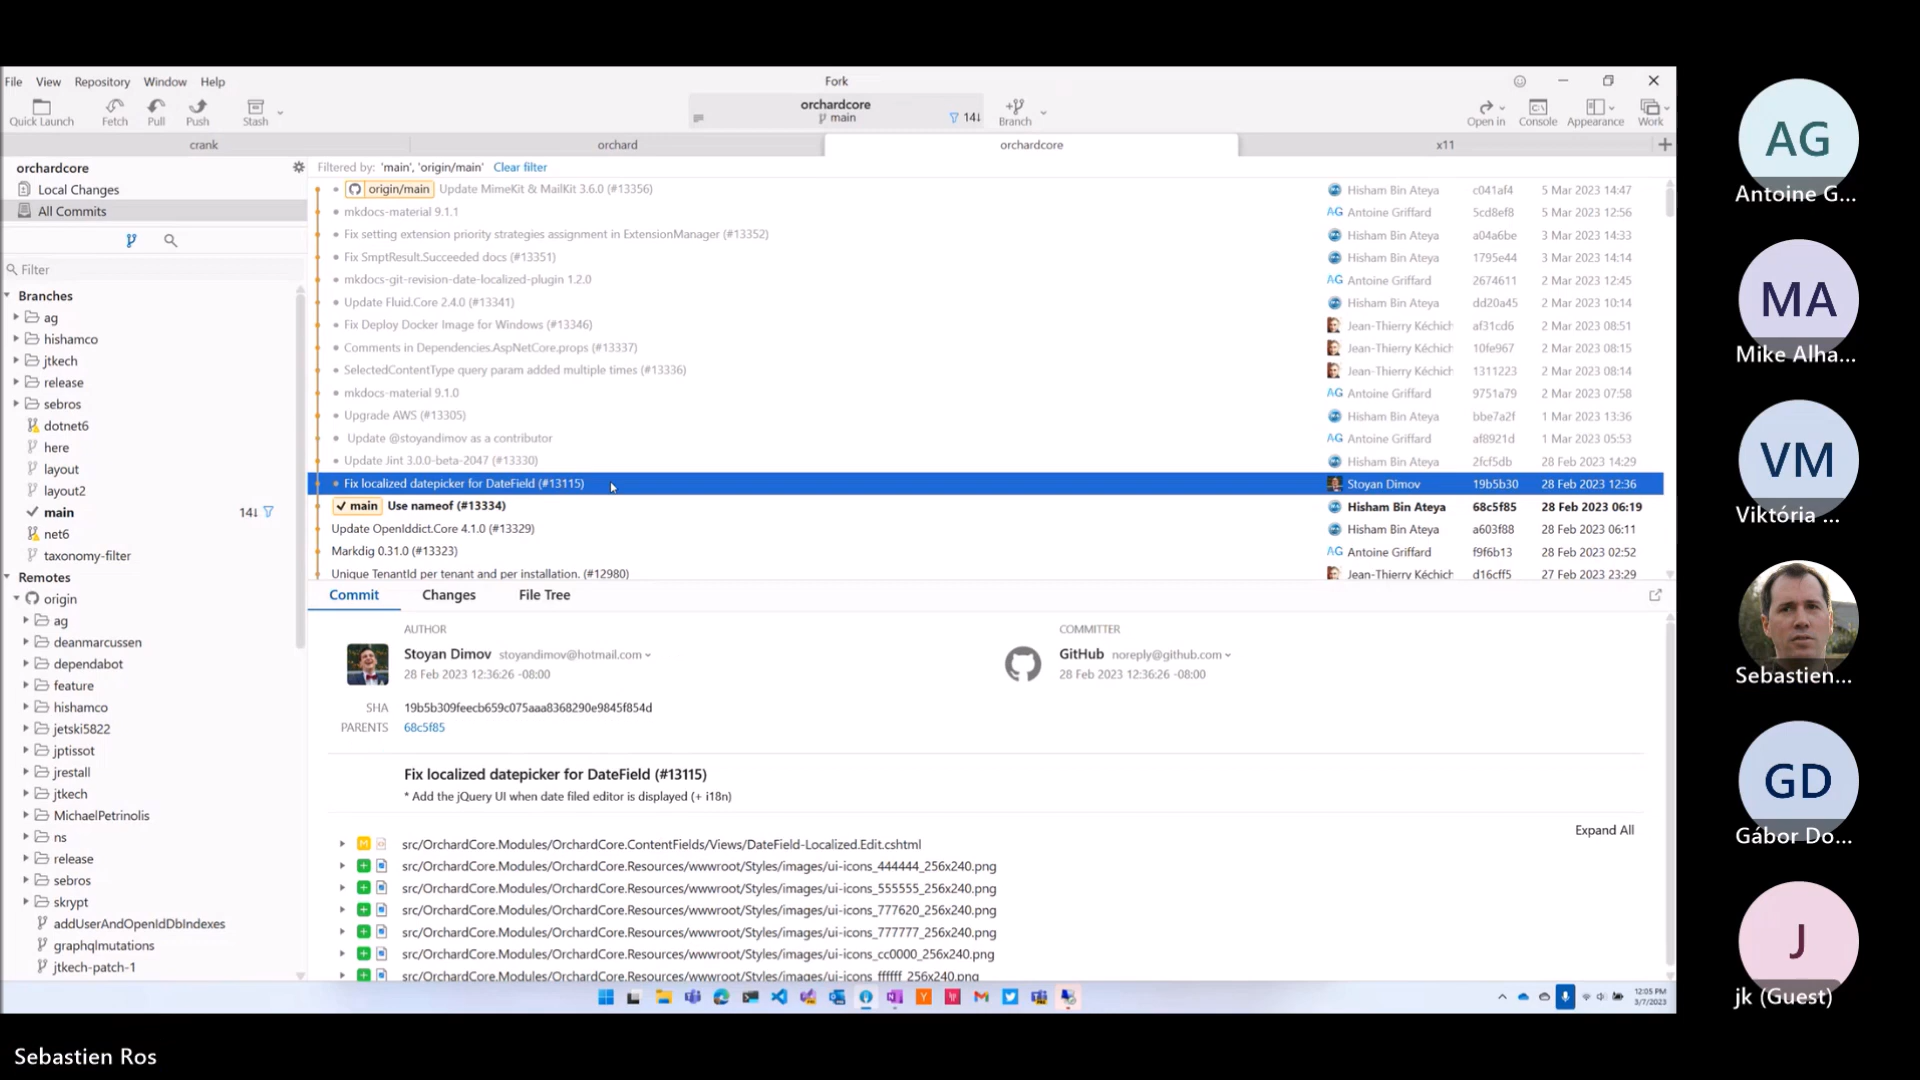 File View Repository Window Help
Fork
Quick Launch
Fetch
Pull
Push
Stash
orchardcore
main
14↓
Branch
Open in
Console
Appearance
Work
crank
orchard
orchardcore
x11
orchardcore
Local Changes
All Commits
Filter
Branches
ag
hishamco
jtkech
release
sebros
dotnet6
here
layout
layout2
main 14↓
net6
taxonomy-filter
Remotes
origin
ag
deanmarcussen
dependabot
feature
hishamco
jetski5822
jptissot
jrestall
jtkech
MichaelPetrinolis
ns
release
sebros
skrypt
addUserAndOpenIdDbIndexes
graphqlmutations
jtkech-patch-1
Filtered by: 'main', 'origin/main' Clear filter
origin/main Update MimeKit & MailKit 3.6.0 (#13356) Hisham Bin Ateya c041af4 5 Mar 2023 14:47
mkdocs-material 9.1.1 AG Antoine Griffard 5cd8ef8 5 Mar 2023 12:56
Fix setting extension priority strategies assignment in ExtensionManager (#13352) Hisham Bin Ateya a04a6be 3 Mar 2023 14:33
Fix SmptResult.Succeeded docs (#13351) Hisham Bin Ateya 1795e44 3 Mar 2023 14:14
mkdocs-git-revision-date-localized-plugin 1.2.0 AG Antoine Griffard 2674611 2 Mar 2023 12:45
Update Fluid.Core 2.4.0 (#13341) Hisham Bin Ateya dd20a45 2 Mar 2023 10:14
Fix Deploy Docker Image for Windows (#13346) Jean-Thierry Kéchich af31cd6 2 Mar 2023 08:51
Comments in Dependencies.AspNetCore.props (#13337) Jean-Thierry Kéchich 10fe967 2 Mar 2023 08:15
SelectedContentType query param added multiple times (#13336) Jean-Thierry Kéchich 1311223 2 Mar 2023 08:14
mkdocs-material 9.1.0 AG Antoine Griffard 9751a79 2 Mar 2023 07:58
Upgrade AWS (#13305) Hisham Bin Ateya bbe7a2f 1 Mar 2023 13:36
Update @stoyandimov as a contributor AG Antoine Griffard af8921d 1 Mar 2023 05:53
Update Jint 3.0.0-beta-2047 (#13330) Hisham Bin Ateya 2fcf5db 28 Feb 2023 14:29
Fix localized datepicker for DateField (#13115) Stoyan Dimov 19b5b30 28 Feb 2023 12:36
main Use nameof (#13334) Hisham Bin Ateya 68c5f85 28 Feb 2023 06:19
Update OpenIddict.Core 4.1.0 (#13329) Hisham Bin Ateya a603f88 28 Feb 2023 06:11
Markdig 0.31.0 (#13323) AG Antoine Griffard f9f6b13 28 Feb 2023 02:52
Unique TenantId per tenant and per installation. (#12980) Jean-Thierry Kéchich d16cff5 27 Feb 2023 23:29
Commit Changes File Tree
AUTHOR
Stoyan Dimov stoyandimov@hotmail.com
28 Feb 2023 12:36:26 -08:00
COMMITTER
GitHub noreply@github.com
28 Feb 2023 12:36:26 -08:00
SHA 19b5b309feecb659c075aaa8368290e9845f854d
PARENTS 68c5f85
Fix localized datepicker for DateField (#13115)
* Add the jQuery UI when date filed editor is displayed (+ i18n)
Expand All
M src/OrchardCore.Modules/OrchardCore.ContentFields/Views/DateField-Localized.Edit.cshtml
src/OrchardCore.Modules/OrchardCore.Resources/wwwroot/Styles/images/ui-icons_444444_256x240.png
src/OrchardCore.Modules/OrchardCore.Resources/wwwroot/Styles/images/ui-icons_555555_256x240.png
src/OrchardCore.Modules/OrchardCore.Resources/wwwroot/Styles/images/ui-icons_777620_256x240.png
src/OrchardCore.Modules/OrchardCore.Resources/wwwroot/Styles/images/ui-icons_777777_256x240.png
src/OrchardCore.Modules/OrchardCore.Resources/wwwroot/Styles/images/ui-icons_cc0000_256x240.png
src/OrchardCore.Modules/OrchardCore.Resources/wwwroot/Styles/images/ui-icons_ffffff_256x240.png
12:05 PM
3/7/2023
AG
Antoine G...
MA
Mike Alha...
VM
Viktória ...
Sebastien...
GD
Gábor Do...
J
jk (Guest)
Sebastien Ros